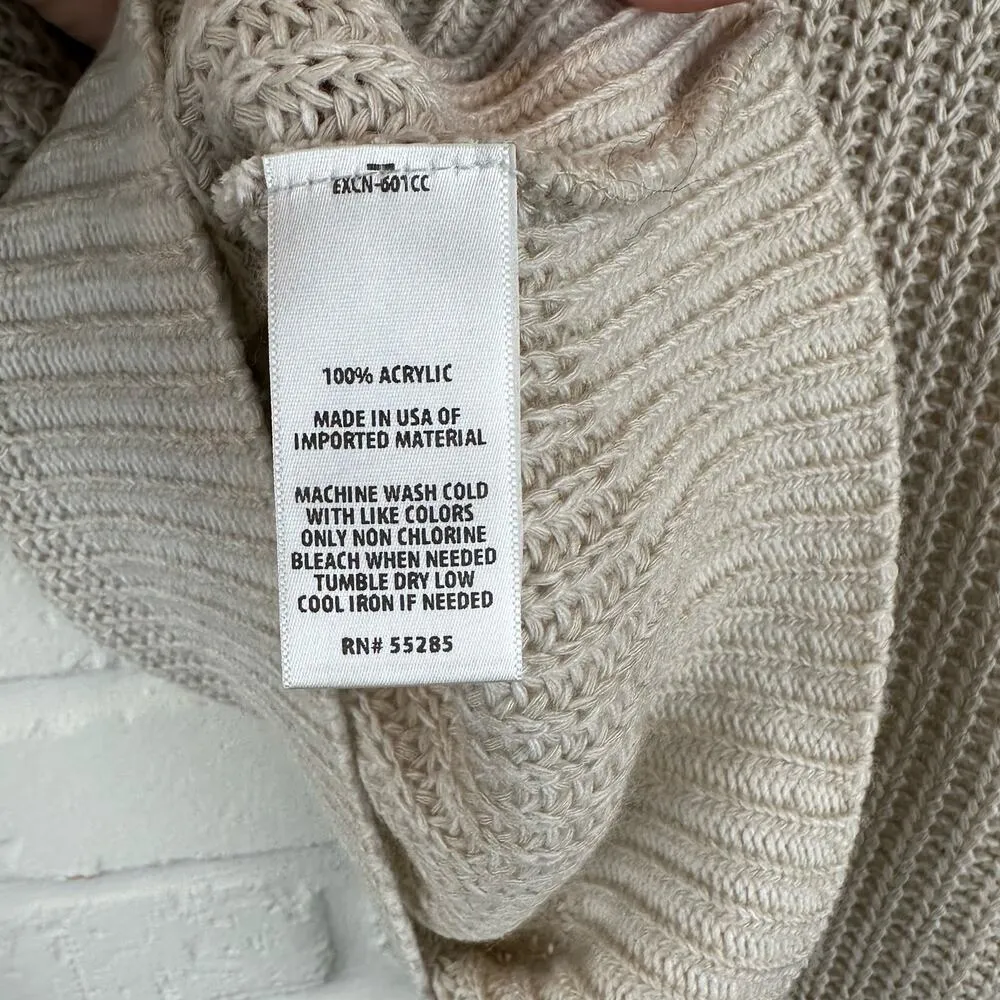 EXCN-601CC
100% ACRYLIC
MADE IN USA OF
IMPORTED MATERIAL
MACHINE WASH COLD
WITH LIKE COLORS
ONLY NON CHLORINE
BLEACH WHEN NEEDED
TUMBLE DRY LOW
COOL IRON IF NEEDED
RN# 55285